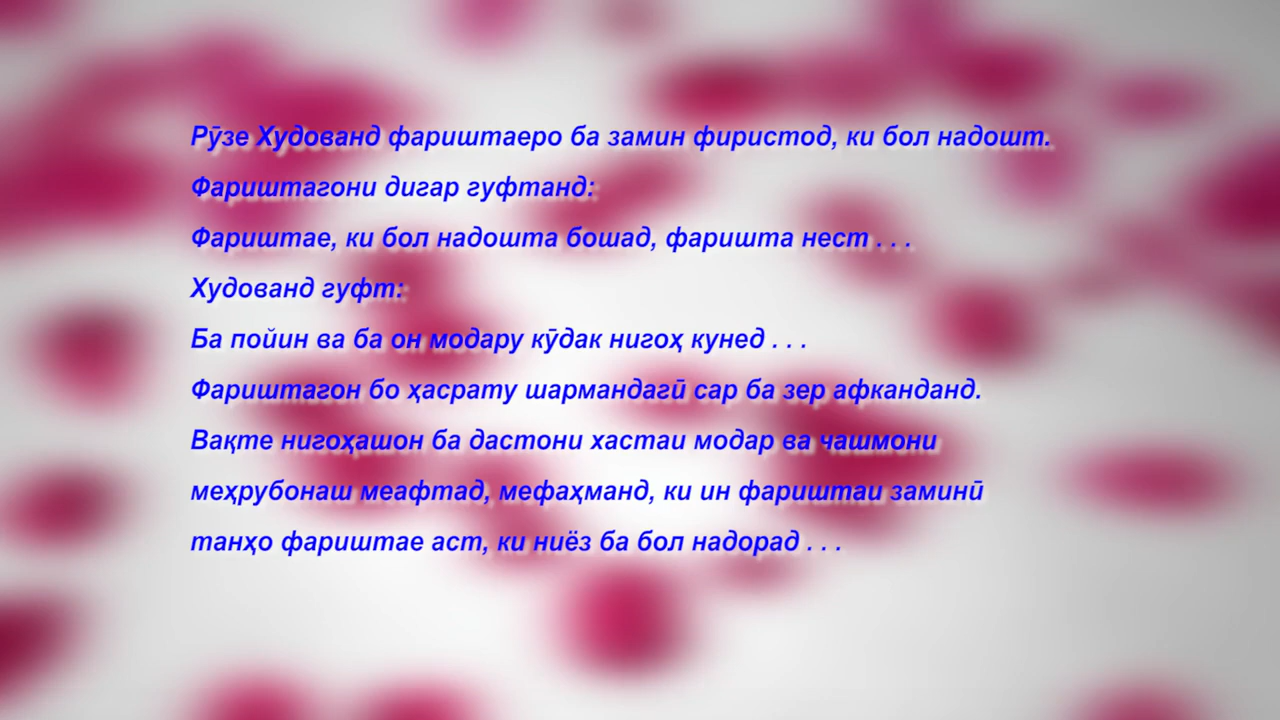 Рӯзе Худованд фариштаеро ба замин фиристод, ки бол надошт.
Фариштагони дигар гуфтанд:
Фариштае, ки бол надошта бошад, фаришта нест . . .
Худованд гуфт:
Ба пойин ва ба он модару кӯдак нигоҳ кунед . . .
Фариштагон бо ҳасрату шармандагӣ сар ба зер афканданд.
Вақте нигоҳашон ба дастони хастаи модар ва чашмони
меҳрубонаш меафтад, мефаҳманд, ки ин фариштаи заминӣ
танҳо фариштае аст, ки ниёз ба бол надорад . . .